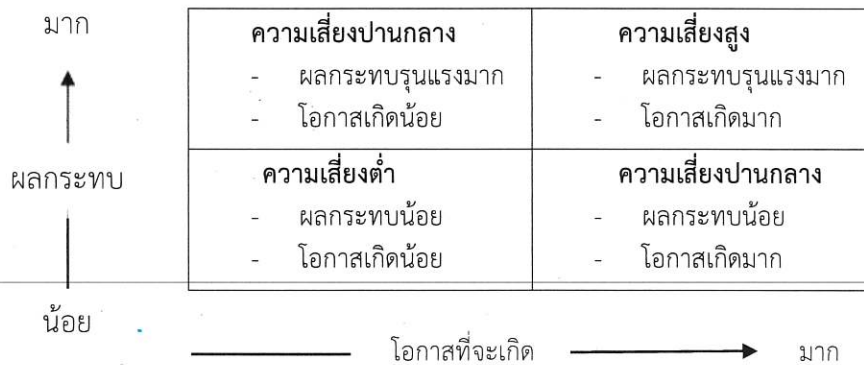 มาก
ความเสี่ยงปานกลาง
- ผลกระทบรุนแรงมาก
- โอกาสเกิดน้อย
ความเสี่ยงสูง
- ผลกระทบรุนแรงมาก
- โอกาสเกิดมาก
ผลกระทบ
ความเสี่ยงต่ำ
- ผลกระทบน้อย
- โอกาสเกิดน้อย
ความเสี่ยงปานกลาง
- ผลกระทบน้อย
- โอกาสเกิดมาก
น้อย
โอกาสที่จะเกิด
มาก